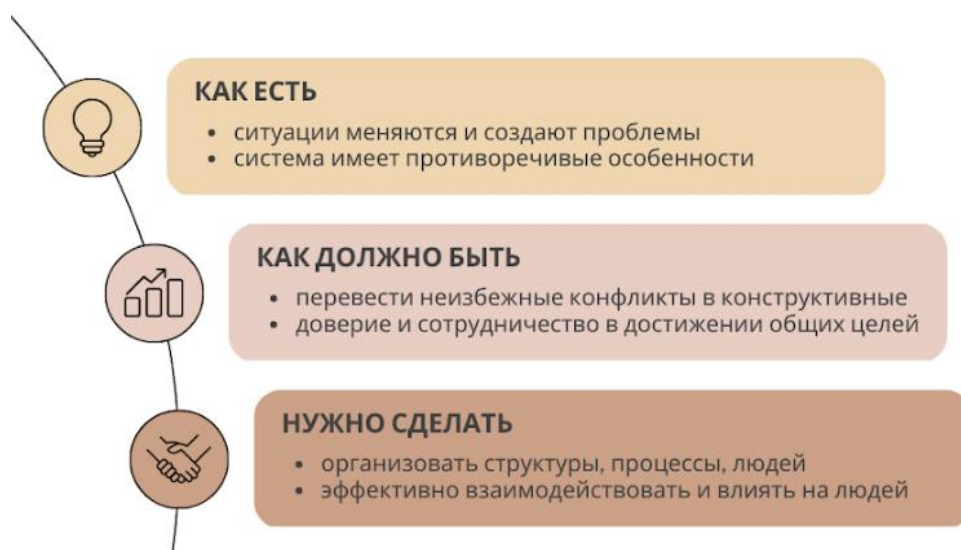 КАК ЕСТЬ
• ситуации меняются и создают проблемы
• система имеет противоречивые особенности
КАК ДОЛЖНО БЫТЬ
• перевести неизбежные конфликты в конструктивные
• доверие и сотрудничество в достижении общих целей
НУЖНО СДЕЛАТЬ
• организовать структуры, процессы, людей
• эффективно взаимодействовать и влиять на людей